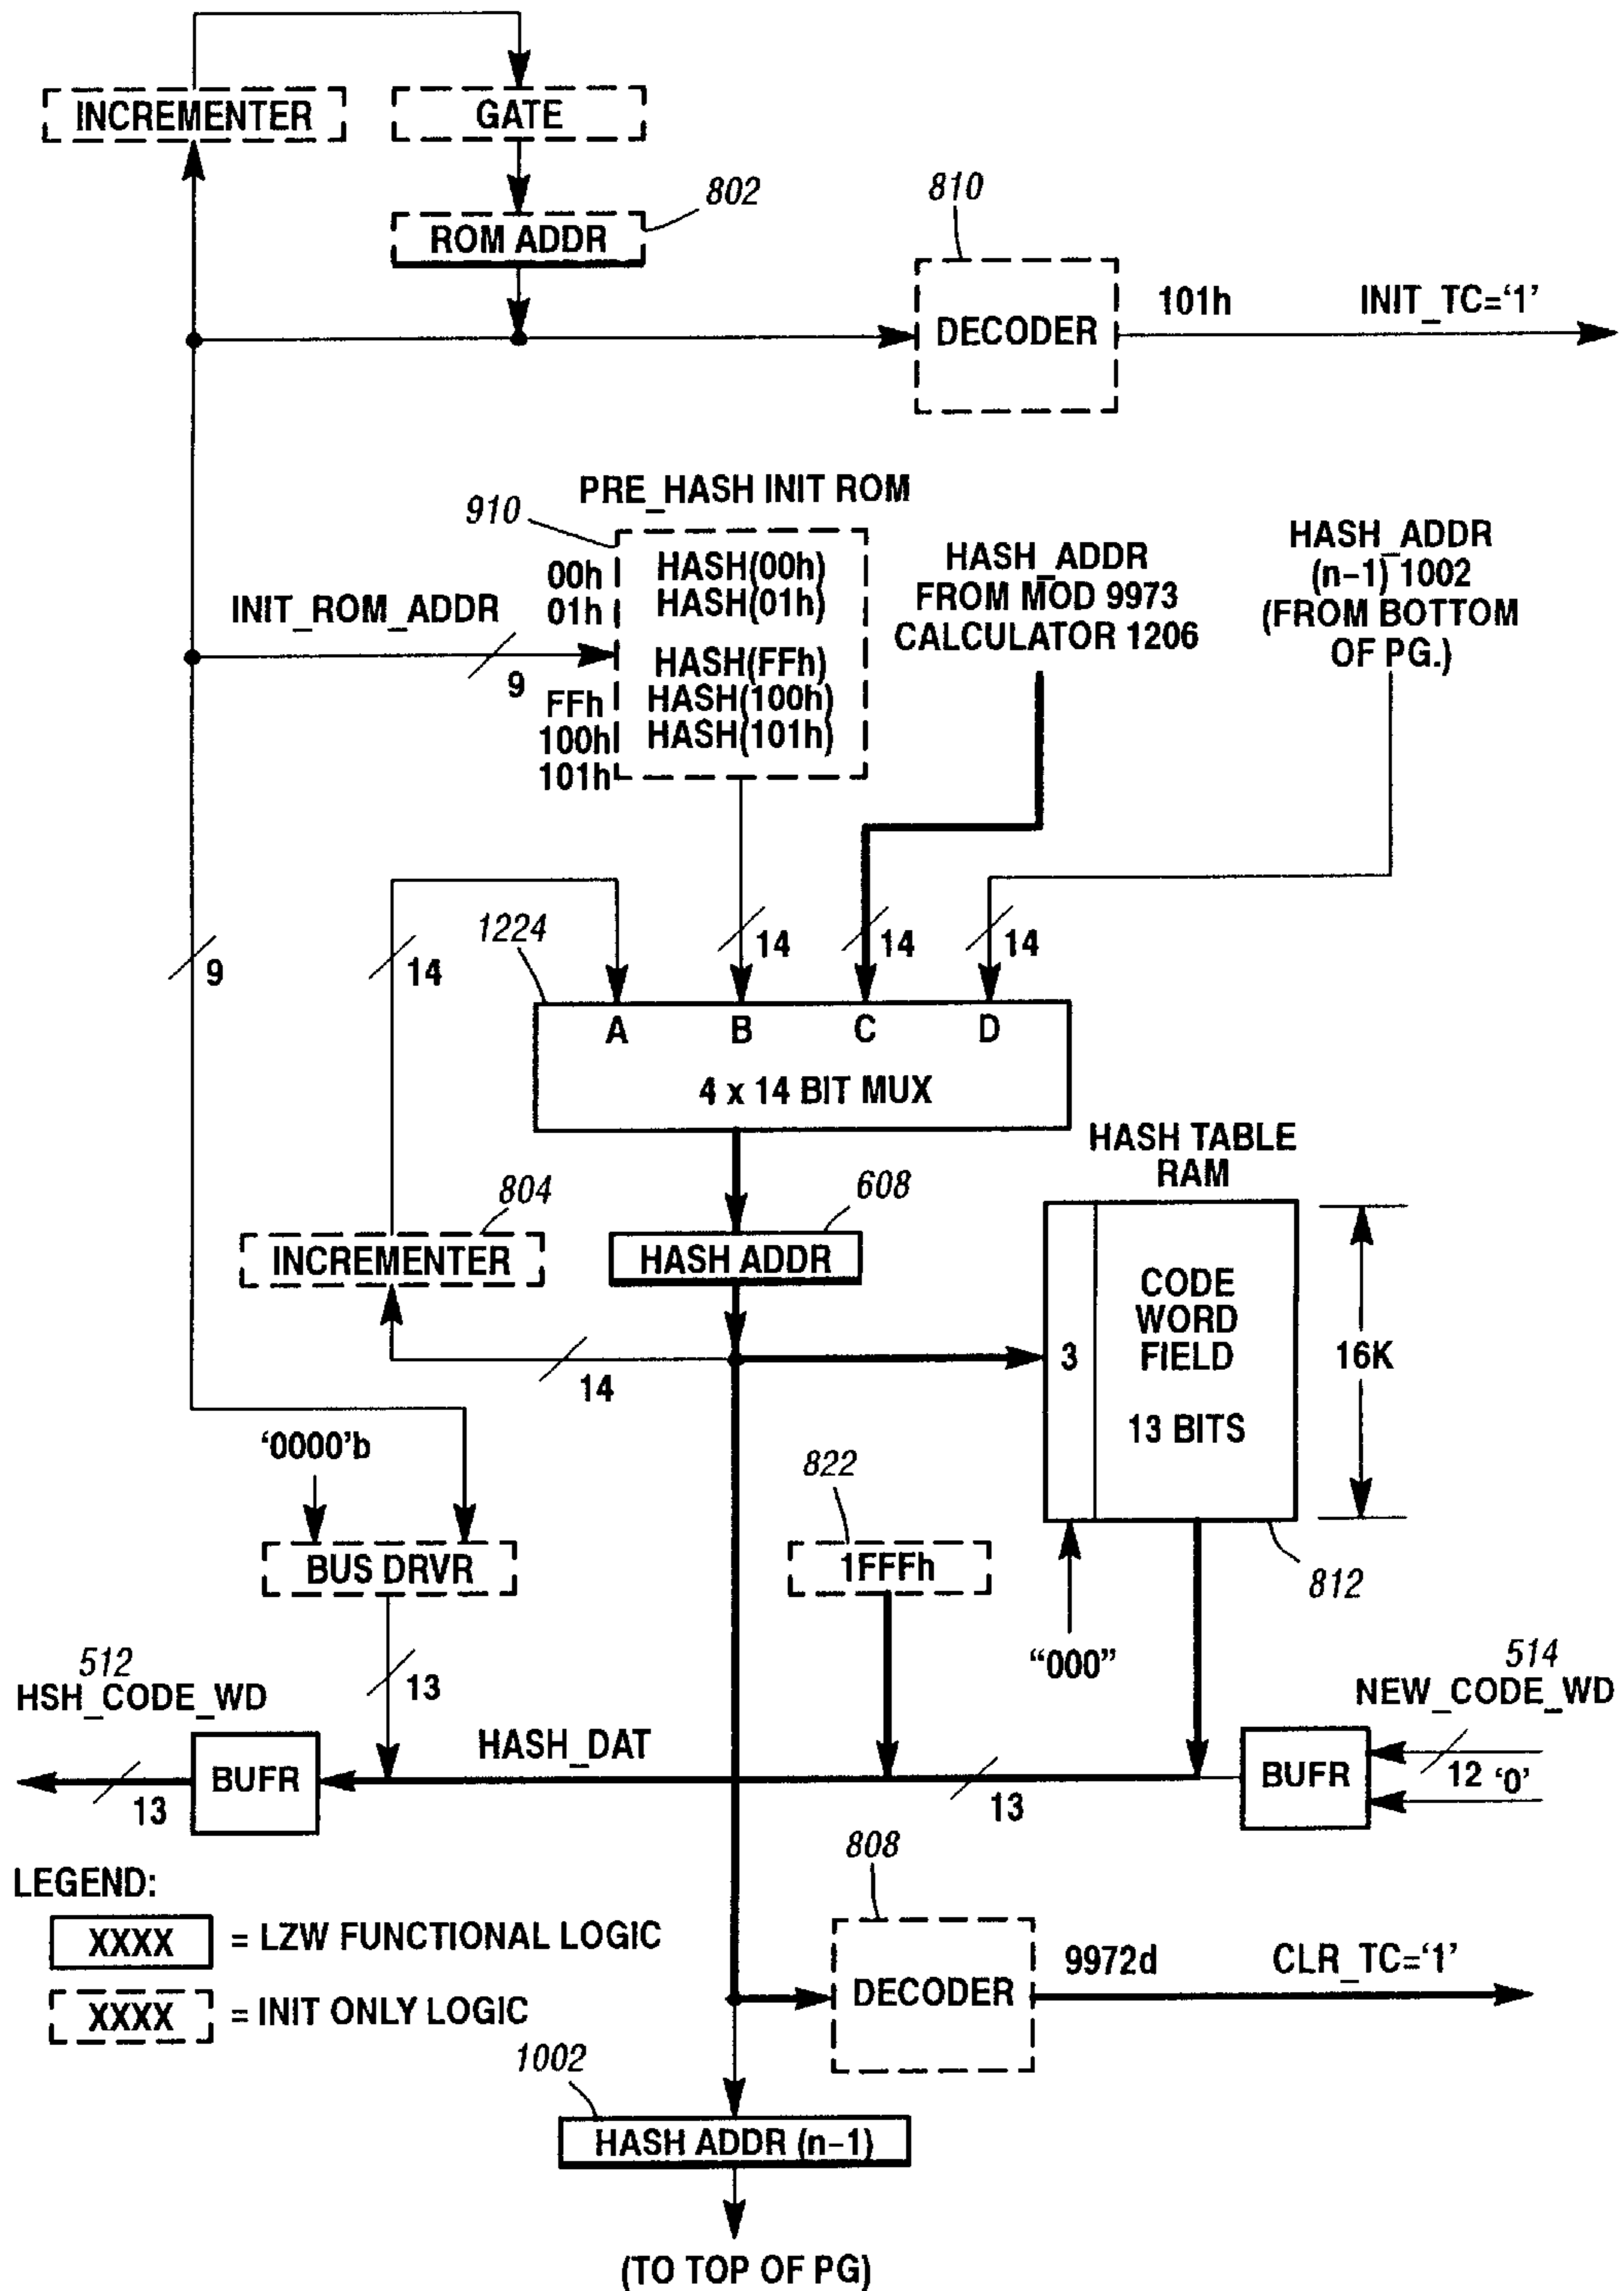 INCREMENTER
GATE
802
ROM ADDR
810
DECODER
101h
INIT_TC='1'
PRE_HASH INIT ROM
910
00h
HASH(00h)
01h
HASH(01h)
INIT_ROM_ADDR
9
HASH(FFh)
FFh
HASH(100h)
100h
HASH(101h)
101h
HASH_ADDR
FROM MOD 9973
CALCULATOR 1206
HASH_ADDR
(n-1) 1002
(FROM BOTTOM
OF PG.)
9
14
1224
14
14
14
A
B
C
D
4 x 14 BIT MUX
HASH TABLE
RAM
804
608
INCREMENTER
HASH ADDR
14
3
CODE
WORD
FIELD
13 BITS
16K
'0000'b
822
BUS DRVR
1FFFh
812
"000"
512
HSH_CODE_WD
13
514
NEW_CODE_WD
HASH_DAT
BUFR
13
13
BUFR
12
'0'
LEGEND:
XXXX
= LZW FUNCTIONAL LOGIC
XXXX
= INIT ONLY LOGIC
808
DECODER
9972d
CLR_TC='1'
1002
HASH ADDR (n-1)
(TO TOP OF PG)